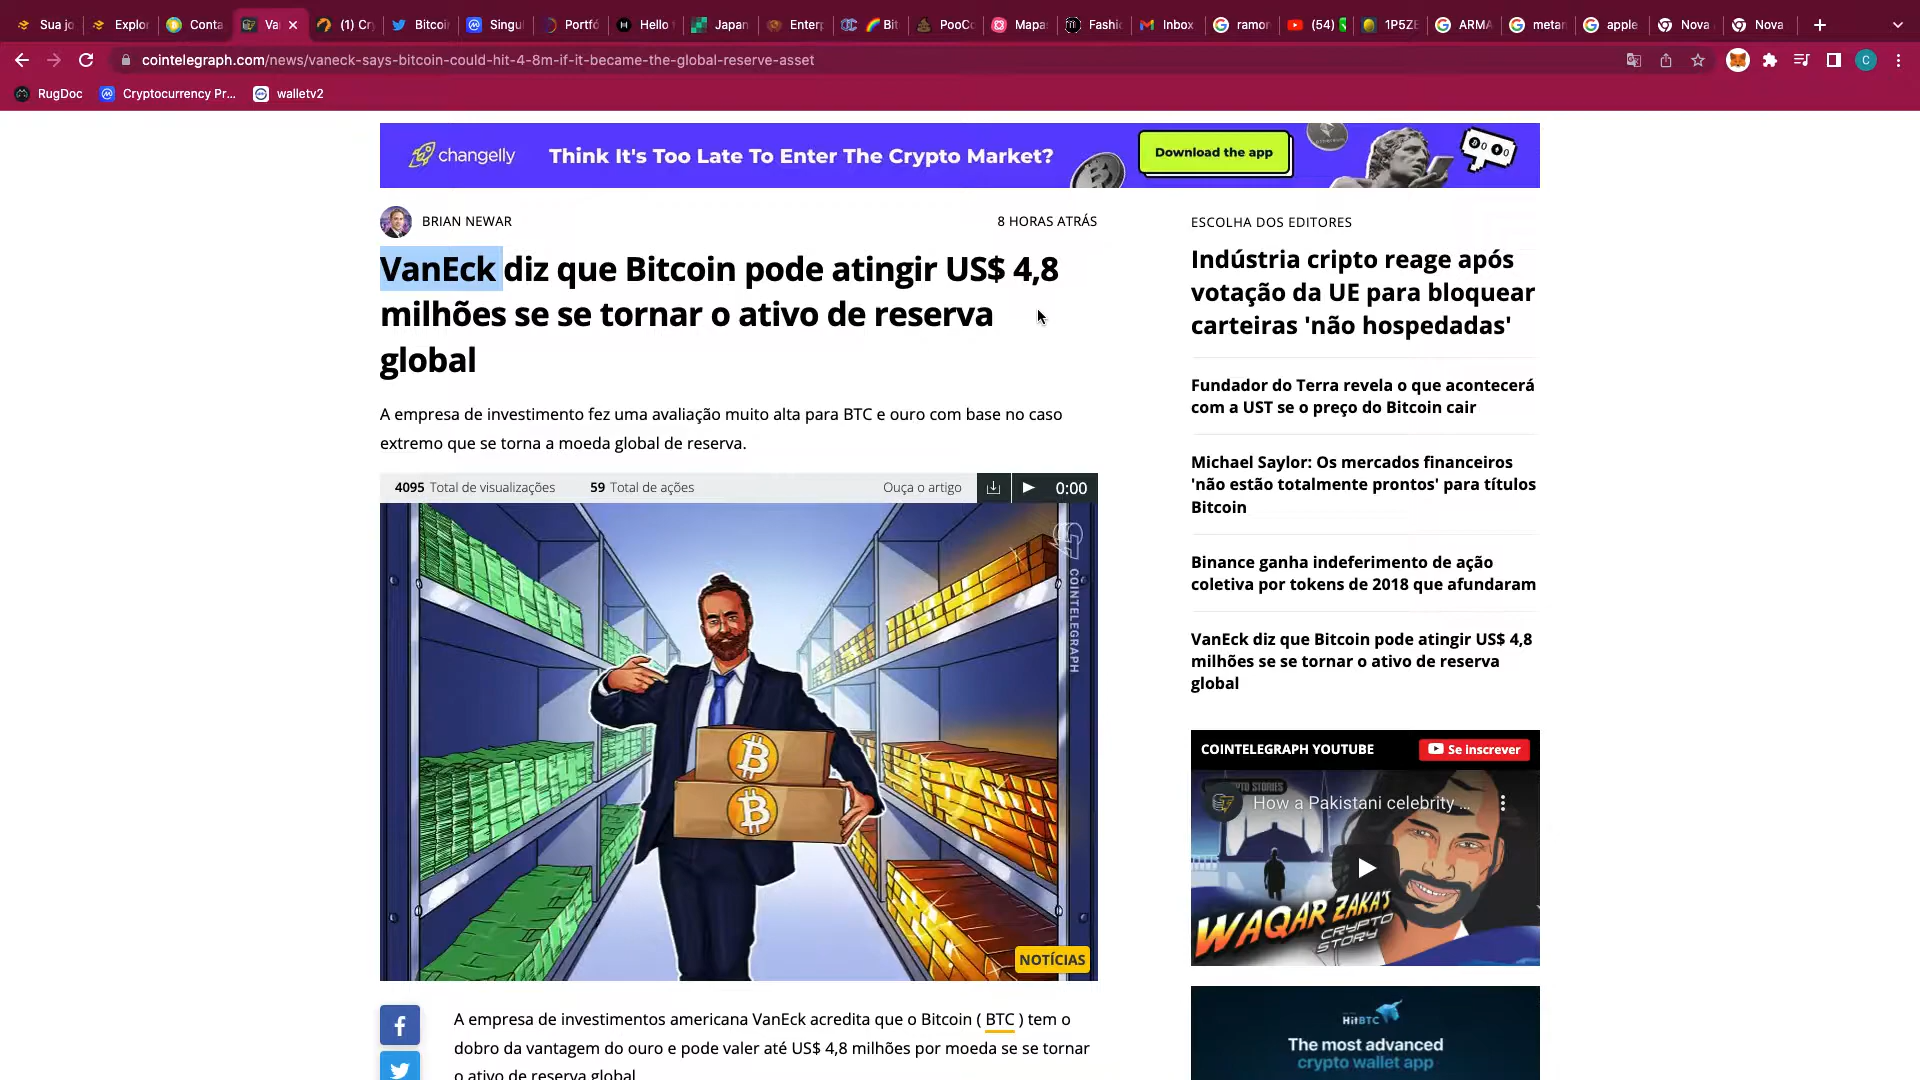 Sua jo
Explor
Conta
Va
(1) Cr
Bitcoi
Singu
Portfó
Hello
Japan
Enterp
Bit
PooCo
Mapa
Fashi
Inbox
ramor
(54)
1P5ZE
ARMA
metan
apple
Nova
Nova
cointelegraph.com/news/vaneck-says-bitcoin-could-hit-4-8m-if-it-became-the-global-reserve-asset
C
RugDoc
Cryptocurrency Pr...
walletv2
changelly
Think It's Too Late To Enter The Crypto Market?
Download the app
BRIAN NEWAR
8 HORAS ATRÁS
VanEck diz que Bitcoin pode atingir US$ 4,8
milhões se se tornar o ativo de reserva
global
A empresa de investimento fez uma avaliação muito alta para BTC e ouro com base no caso
extremo que se torna a moeda global de reserva.
4095 Total de visualizações
59 Total de ações
Ouça o artigo
0:00
COINTELEGRAPH
NOTÍCIAS
A empresa de investimentos americana VanEck acredita que o Bitcoin ( BTC ) tem o
dobro da vantagem do ouro e pode valer até US$ 4,8 milhões por moeda se se tornar
o ativo de reserva global.
ESCOLHA DOS EDITORES
Indústria cripto reage após
votação da UE para bloquear
carteiras 'não hospedadas'
Fundador do Terra revela o que acontecerá
com a UST se o preço do Bitcoin cair
Michael Saylor: Os mercados financeiros
'não estão totalmente prontos' para títulos
Bitcoin
Binance ganha indeferimento de ação
coletiva por tokens de 2018 que afundaram
VanEck diz que Bitcoin pode atingir US$ 4,8
milhões se se tornar o ativo de reserva
global
COINTELEGRAPH YOUTUBE
Se inscrever
How a Pakistani celebrity ...
WAQAR ZAKA'S
CRYPTO
STORY
HitBTC
The most advanced
crypto wallet app